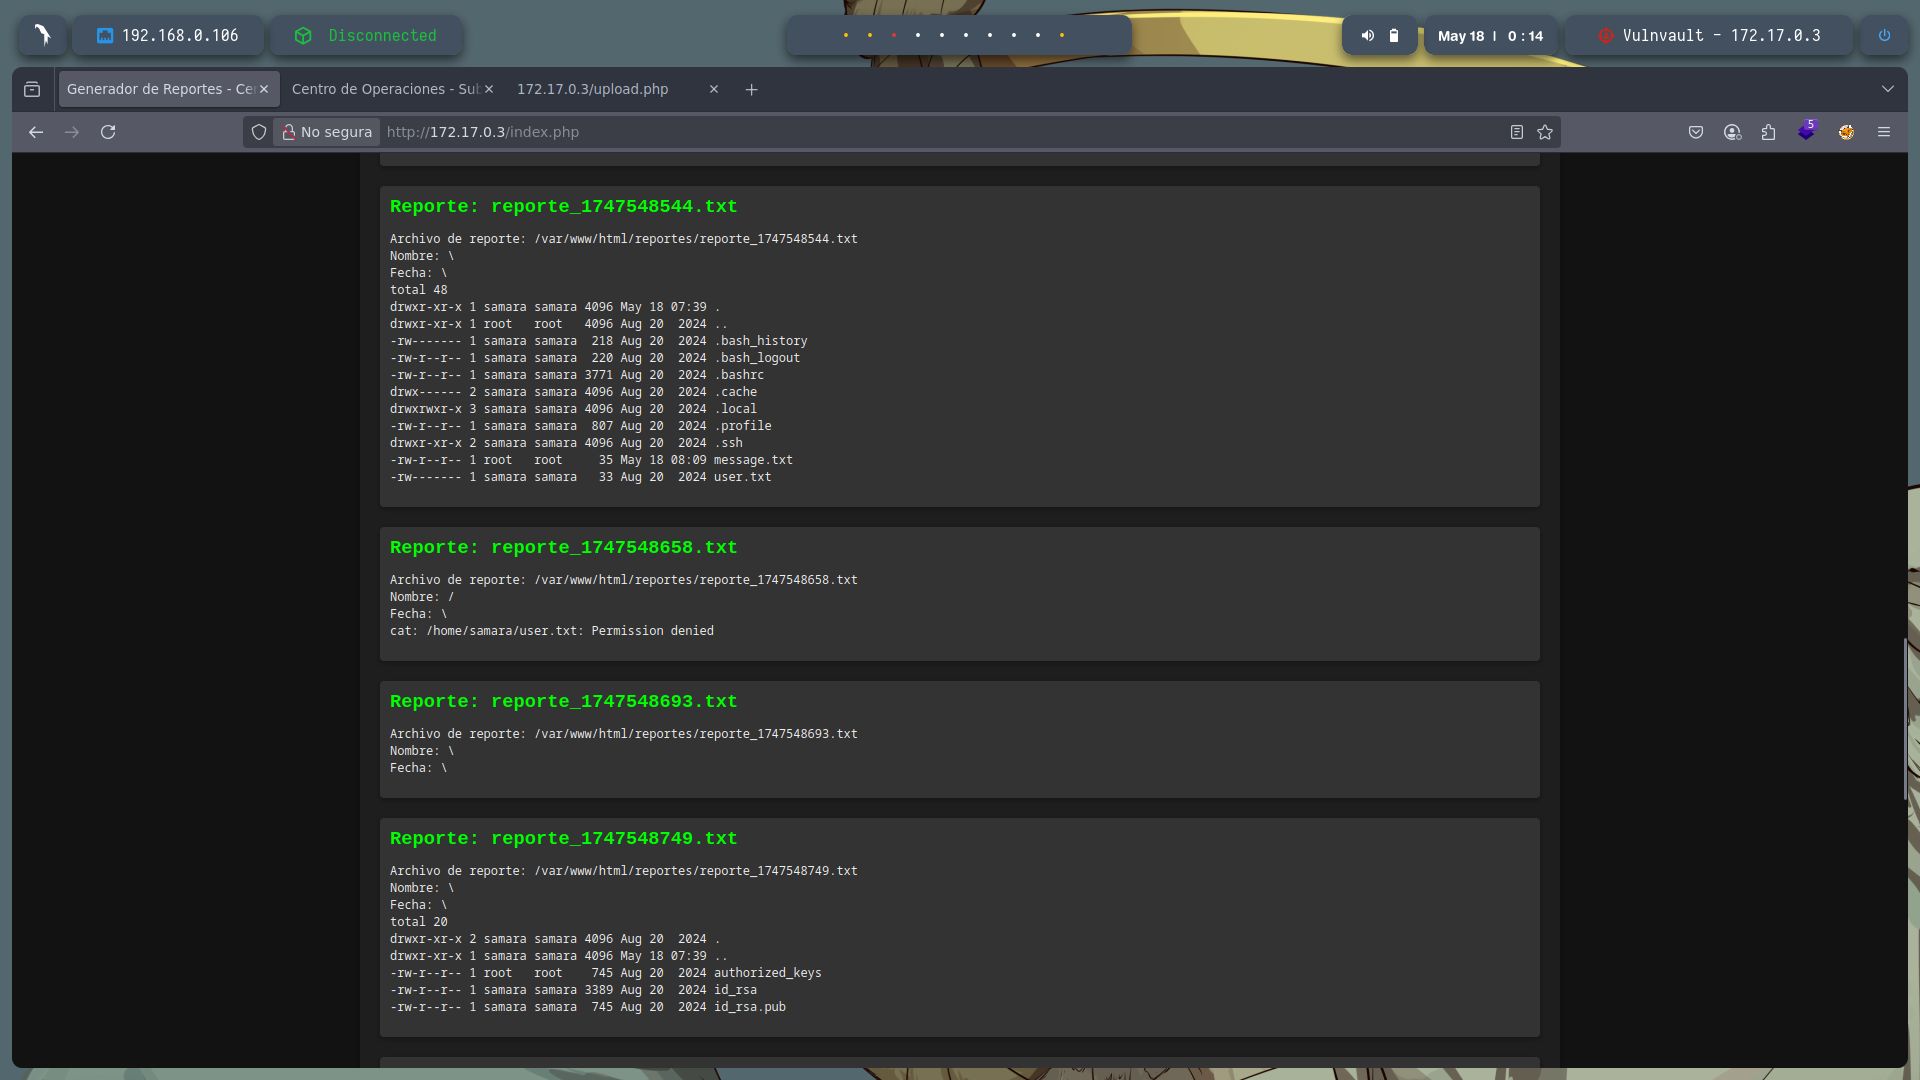 192.168.0.106
Disconnected
May 18 | 0 : 14
Vulnvault - 172.17.0.3
Generador de Reportes - Ce
Centro de Operaciones - Sub
172.17.0.3/upload.php
No segura
http://172.17.0.3/index.php
5
Reporte: reporte_1747548544.txt
Archivo de reporte: /var/www/html/reportes/reporte_1747548544.txt
Nombre: \
Fecha: \
total 48
drwxr-xr-x 1 samara samara 4096 May 18 07:39 .
drwxr-xr-x 1 root   root   4096 Aug 20  2024 ..
-rw------- 1 samara samara  218 Aug 20  2024 .bash_history
-rw-r--r-- 1 samara samara  220 Aug 20  2024 .bash_logout
-rw-r--r-- 1 samara samara 3771 Aug 20  2024 .bashrc
drwx------ 2 samara samara 4096 Aug 20  2024 .cache
drwxrwxr-x 3 samara samara 4096 Aug 20  2024 .local
-rw-r--r-- 1 samara samara  807 Aug 20  2024 .profile
drwxr-xr-x 2 samara samara 4096 Aug 20  2024 .ssh
-rw-r--r-- 1 root   root     35 May 18 08:09 message.txt
-rw------- 1 samara samara   33 Aug 20  2024 user.txt
Reporte: reporte_1747548658.txt
Archivo de reporte: /var/www/html/reportes/reporte_1747548658.txt
Nombre: /
Fecha: \
cat: /home/samara/user.txt: Permission denied
Reporte: reporte_1747548693.txt
Archivo de reporte: /var/www/html/reportes/reporte_1747548693.txt
Nombre: \
Fecha: \
Reporte: reporte_1747548749.txt
Archivo de reporte: /var/www/html/reportes/reporte_1747548749.txt
Nombre: \
Fecha: \
total 20
drwxr-xr-x 2 samara samara 4096 Aug 20  2024 .
drwxr-xr-x 1 samara samara 4096 May 18 07:39 ..
-rw-r--r-- 1 root   root    745 Aug 20  2024 authorized_keys
-rw-r--r-- 1 samara samara 3389 Aug 20  2024 id_rsa
-rw-r--r-- 1 samara samara  745 Aug 20  2024 id_rsa.pub